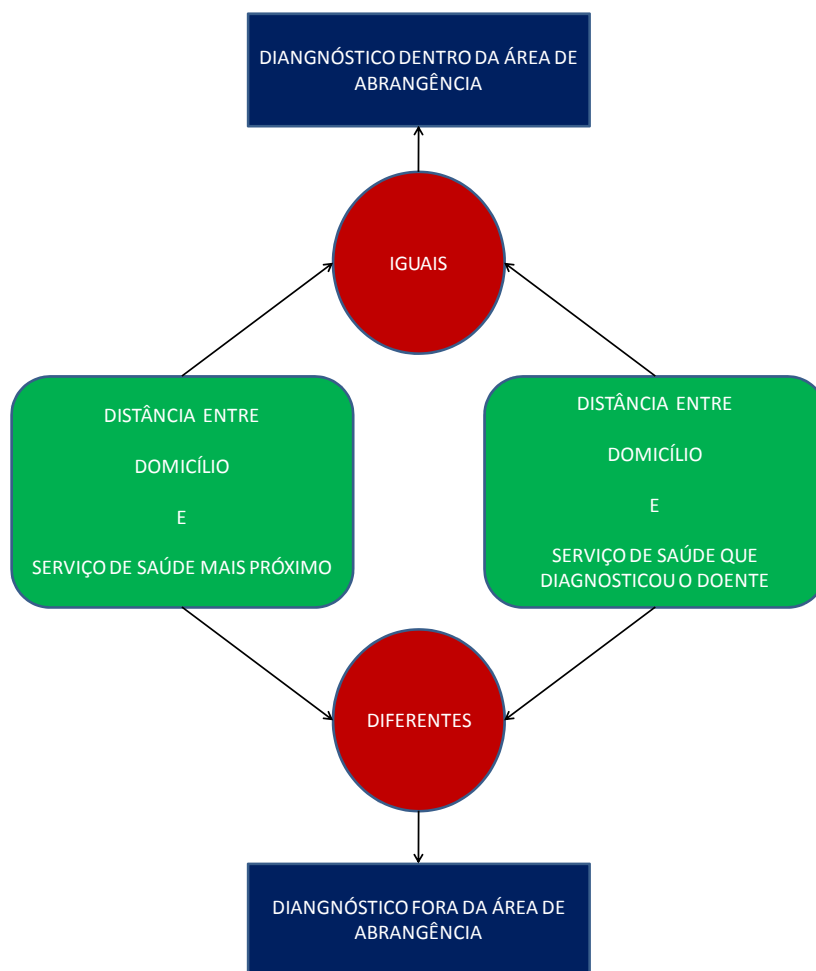 DIANGNÓSTICO DENTRO DA ÁREA DE
ABRANGÊNCIA
IGUAIS
DISTÂNCIA ENTRE
DOMICÍLIO
E
SERVIÇO DE SAÚDE MAIS PRÓXIMO
DISTÂNCIA ENTRE
DOMICÍLIO
E
SERVIÇO DE SAÚDE QUE
DIAGNOSTICOU O DOENTE
DIFERENTES
DIANGNÓSTICO FORA DA ÁREA DE
ABRANGÊNCIA